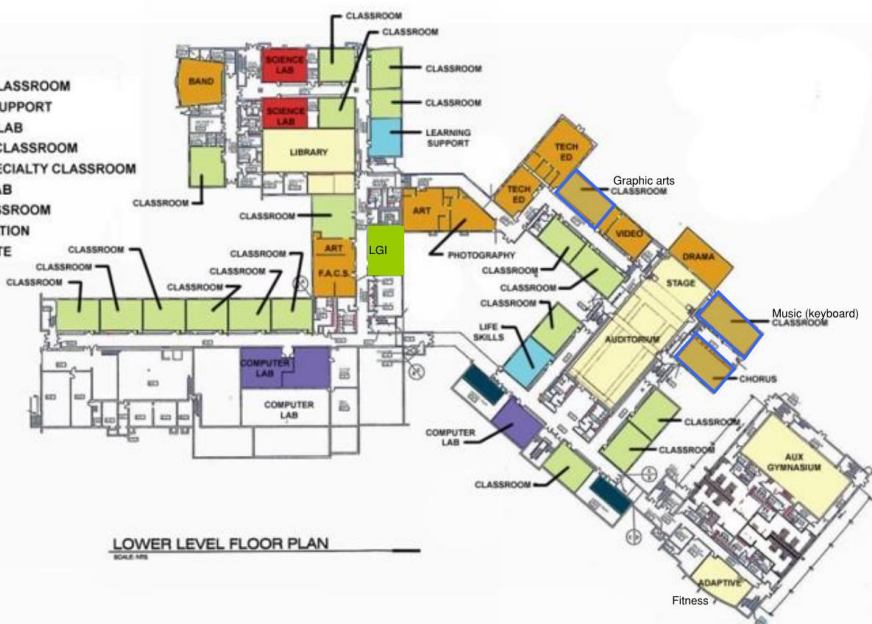 CLASSROOM
CLASSROOM
BAND
SCIENCE
LAB
CLASSROOM
LASSROOM
UPPORT
LAB
CLASSROOM
ECIALTY CLASSROOM
AB
SSROOM
TION
TE
SCIENCE
LAB
CLASSROOM
LEARNING
SUPPORT
LIBRARY
TECH
ED
Graphic arts
CLASSROOM
TECH
ED
CLASSROOM
CLASSROOM
ART
VIDEO
LGI
ART
F.A.C.S.
PHOTOGRAPHY
DRAMA
CLASSROOM
CLASSROOM
CLASSROOM
CLASSROOM
CLASSROOM
CLASSROOM
CLASSROOM
CLASSROOM
STAGE
CLASSROOM
LIFE
SKILLS
AUDITORIUM
Music (keyboard)
CLASSROOM
COMPUTER
LAB
CHORUS
COMPUTER
LAB
COMPUTER
LAB
CLASSROOM
CLASSROOM
CLASSROOM
AUX
GYMNASIUM
LOWER LEVEL FLOOR PLAN
SCALE: NTS
ADAPTIVE
Fitness